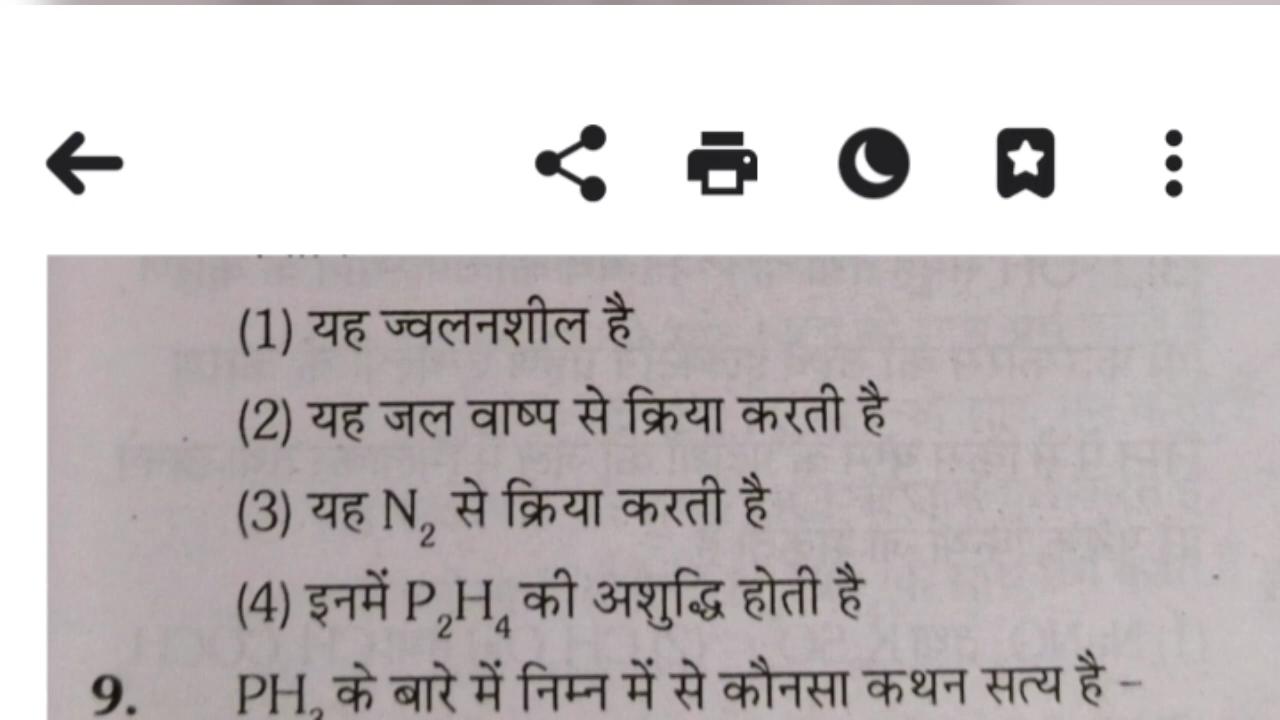 (1) यह ज्वलनशील है
(2) यह जल वाष्प से क्रिया करती है
(3) यह N₂ से क्रिया करती है
(4) इनमें P₂H₄ की अशुद्धि होती है
9. PH₃ के बारे में निम्न में से कौनसा कथन सत्य है –